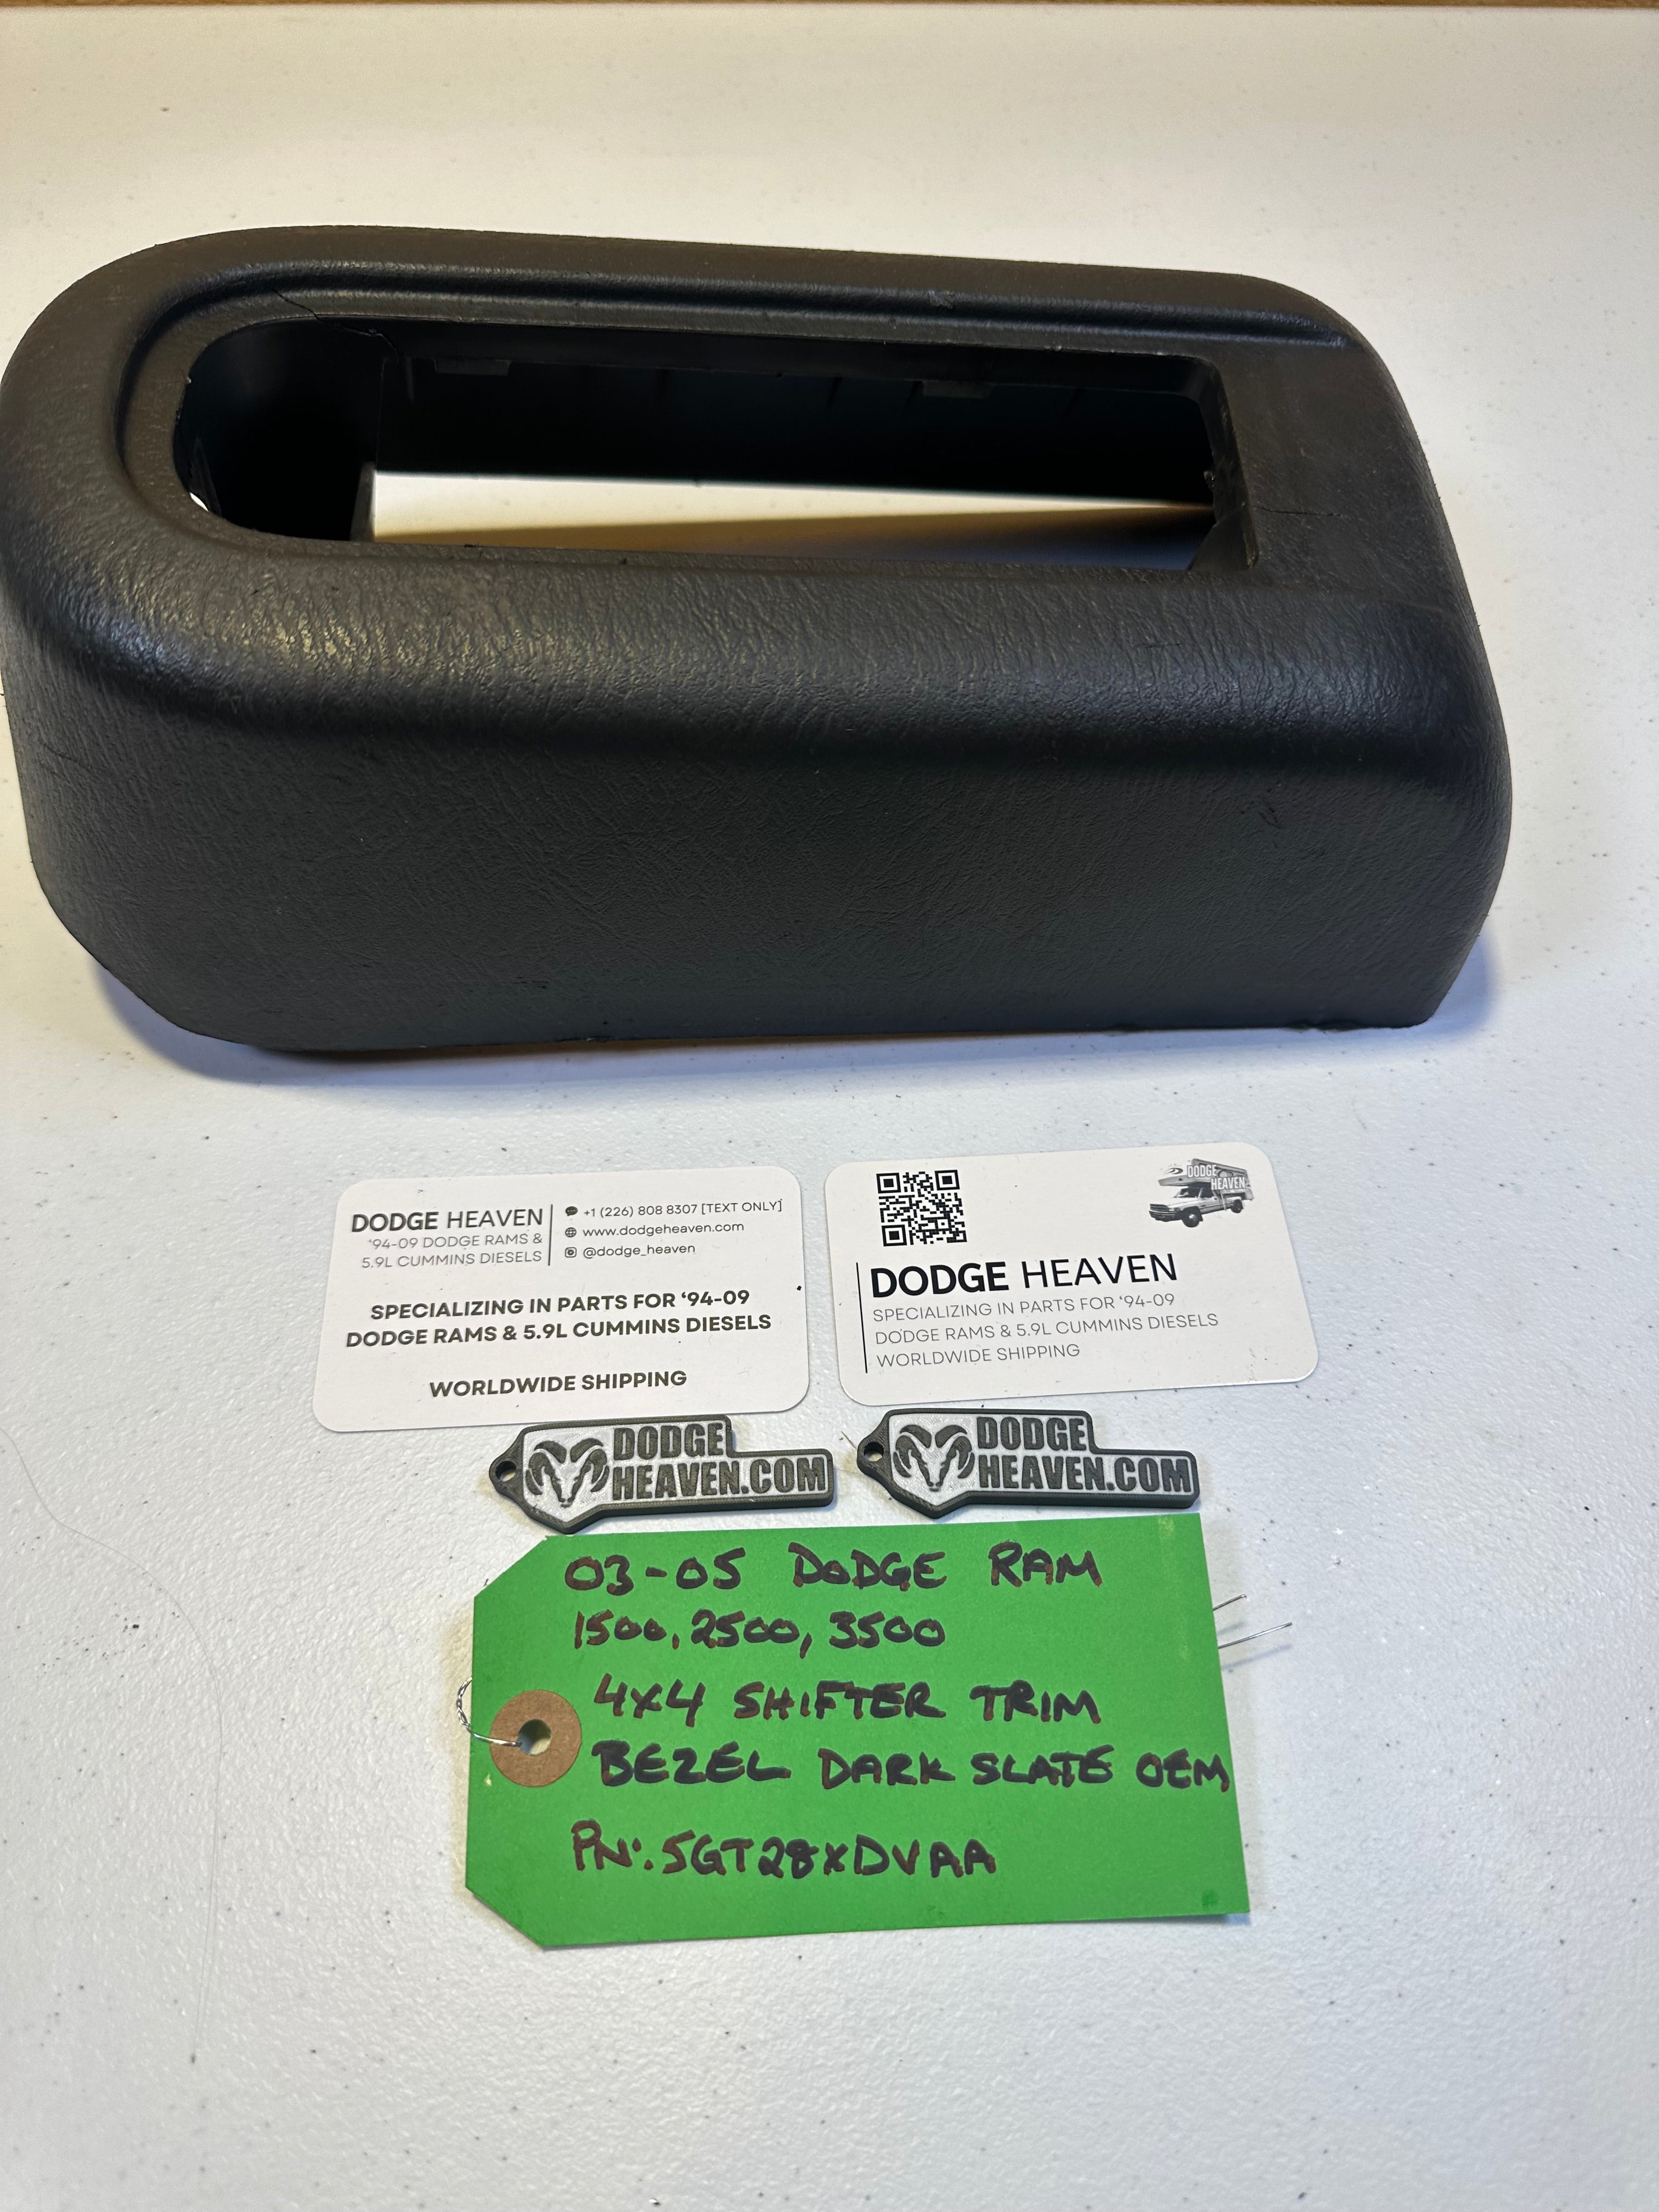 DODGE HEAVEN
'94-09 DODGE RAMS &
5.9L CUMMINS DIESELS
+1 (226) 808 8307 [TEXT ONLY]
www.dodgeheaven.com
@dodge_heaven
SPECIALIZING IN PARTS FOR '94-09
DODGE RAMS & 5.9L CUMMINS DIESELS
WORLDWIDE SHIPPING
DODGE
HEAVEN
DODGE HEAVEN
SPECIALIZING IN PARTS FOR '94-09
DODGE RAMS & 5.9L CUMMINS DIESELS
WORLDWIDE SHIPPING
DODGE
HEAVEN.COM
DODGE
HEAVEN.COM
03-05 DODGE RAM
1500, 2500, 3500
4X4 SHIFTER TRIM
BEZEL DARK SLATE OEM
PN: 5GT28XDVAA